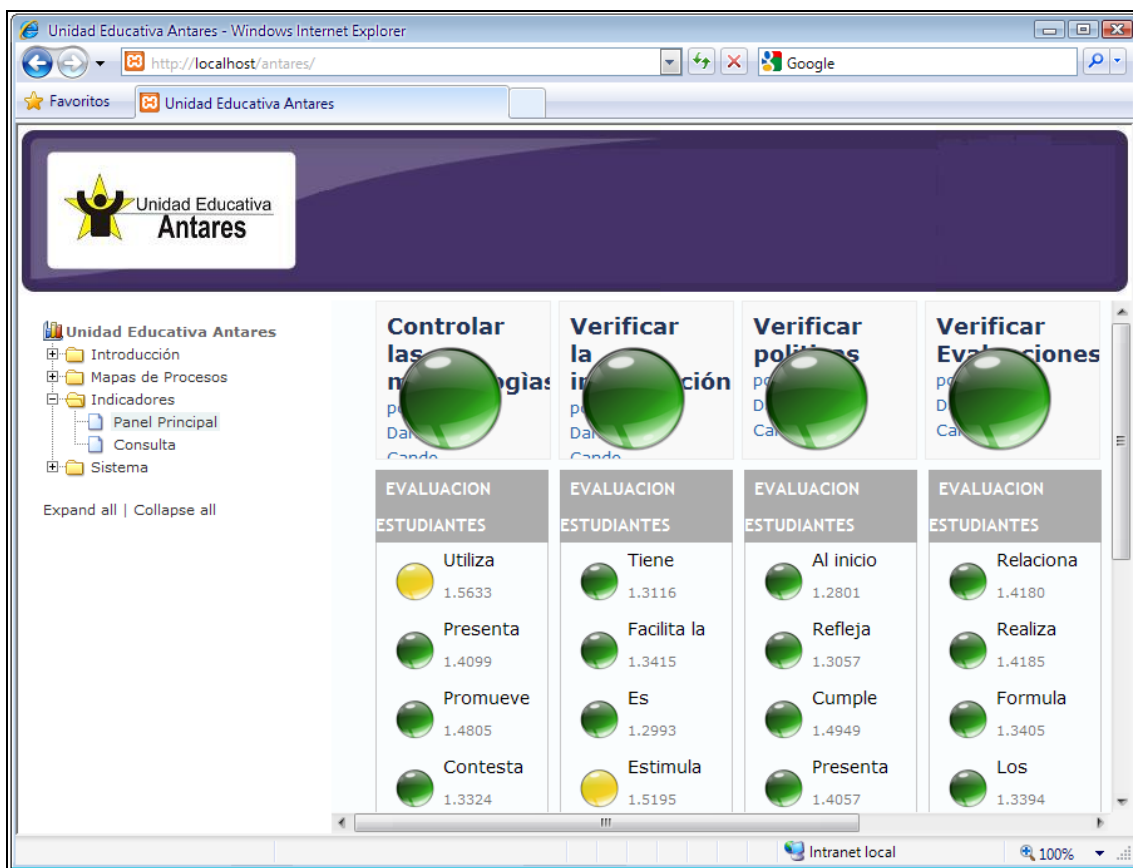 Unidad Educativa Antares - Windows Internet Explorer
http://localhost/antares/
Google
Favoritos
Unidad Educativa Antares
Unidad Educativa
Antares
Unidad Educativa Antares
Introducción
Mapas de Procesos
Indicadores
Panel Principal
Consulta
Sistema
Expand all | Collapse all
Controlar
las
Verificar
la
Verificar
Verificar
EVALUACION
ESTUDIANTES
Utiliza
1.5633
Presenta
1.4099
Promueve
1.4805
Contesta
1.3324
EVALUACION
ESTUDIANTES
Tiene
1.3116
Facilita la
1.3415
Es
1.2993
Estimula
1.5195
EVALUACION
ESTUDIANTES
Al inicio
1.2801
Refleja
1.3057
Cumple
1.4949
Presenta
1.4057
EVALUACION
ESTUDIANTES
Relaciona
1.4180
Realiza
1.4185
Formula
1.3405
Los
1.3394
Intranet local
100%